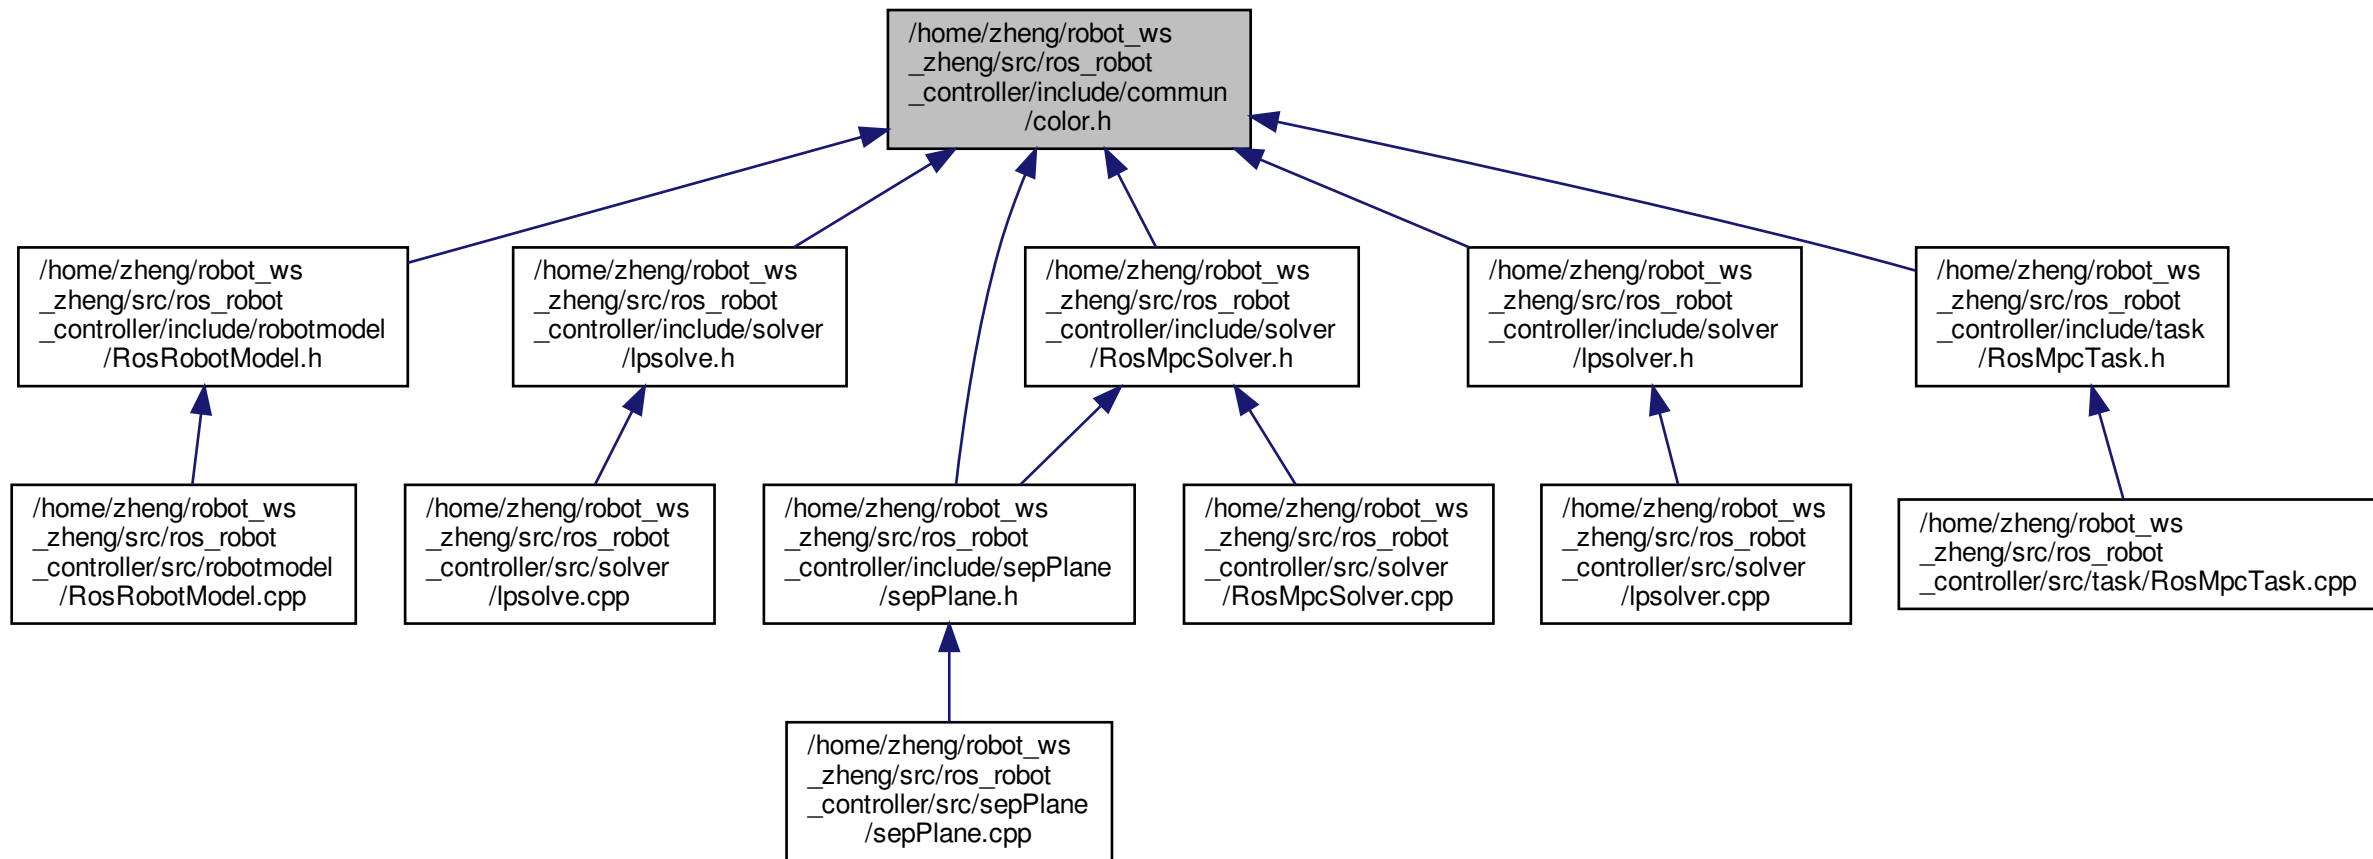 /home/zheng/robot_ws
_zheng/src/ros_robot
_controller/include/commun
/color.h
/home/zheng/robot_ws
_zheng/src/ros_robot
_controller/include/robotmodel
/RosRobotModel.h
/home/zheng/robot_ws
_zheng/src/ros_robot
_controller/include/solver
/lpsolve.h
/home/zheng/robot_ws
_zheng/src/ros_robot
_controller/include/solver
/RosMpcSolver.h
/home/zheng/robot_ws
_zheng/src/ros_robot
_controller/include/solver
/lpsolver.h
/home/zheng/robot_ws
_zheng/src/ros_robot
_controller/include/task
/RosMpcTask.h
/home/zheng/robot_ws
_zheng/src/ros_robot
_controller/src/robotmodel
/RosRobotModel.cpp
/home/zheng/robot_ws
_zheng/src/ros_robot
_controller/src/solver
/lpsolve.cpp
/home/zheng/robot_ws
_zheng/src/ros_robot
_controller/include/sepPlane
/sepPlane.h
/home/zheng/robot_ws
_zheng/src/ros_robot
_controller/src/solver
/RosMpcSolver.cpp
/home/zheng/robot_ws
_zheng/src/ros_robot
_controller/src/solver
/lpsolver.cpp
/home/zheng/robot_ws
_zheng/src/ros_robot
_controller/src/task/RosMpcTask.cpp
/home/zheng/robot_ws
_zheng/src/ros_robot
_controller/src/sepPlane
/sepPlane.cpp